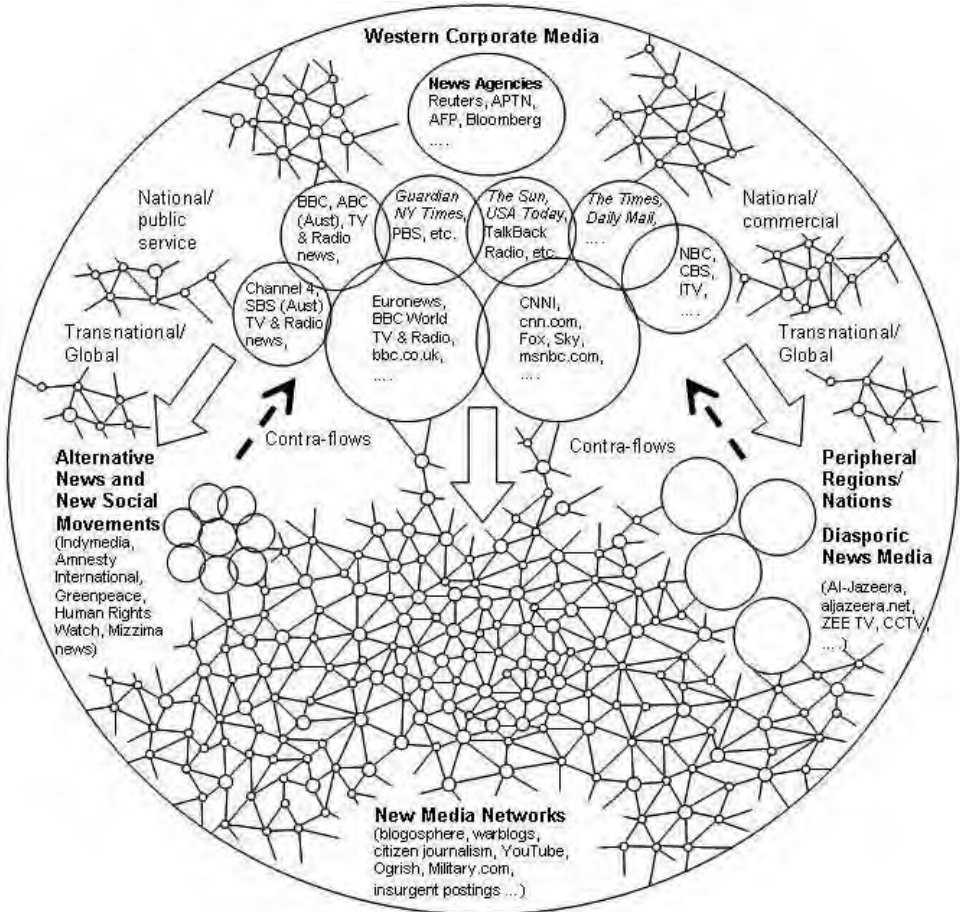 Western Corporate Media
News Agencies
Reuters, APTN,
AFP, Bloomberg
....
National/
public
service
BBC, ABC
(Aust), TV
& Radio
news,
Guardian
NY Times,
PBS, etc.
The Sun,
USA Today,
TalkBack
Radio, etc.
The Times,
Daily Mail,
....
National/
commercial
NBC,
CBS,
ITV,
....
Channel 4,
SBS (Aust)
TV & Radio
news,
Euronews,
BBC World
TV & Radio,
bbc.co.uk,
....
CNNI,
cnn.com,
Fox, Sky,
msnbc.com,
....
Transnational/
Global
Transnational/
Global
Contra-flows
Contra-flows
Alternative
News and
New Social
Movements
(Indymedia,
Amnesty
International,
Greenpeace,
Human Rights
Watch, Mizzima
news)
Peripheral
Regions/
Nations
Diasporic
News Media
(Al-Jazeera,
aljazeera.net,
ZEE TV, CCTV,
....)
New Media Networks
(blogosphere, warblogs,
citizen journalism, YouTube,
Ogrish, Military.com,
insurgent postings ...)